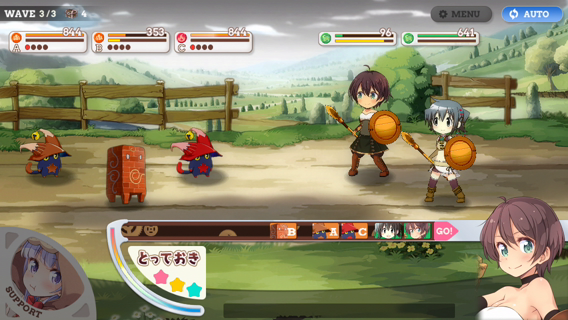 WAVE 3/3 4
MENU
AUTO
844
353
844
96
641
A
B
C
B A C GO!
とっておき
SUPPORT